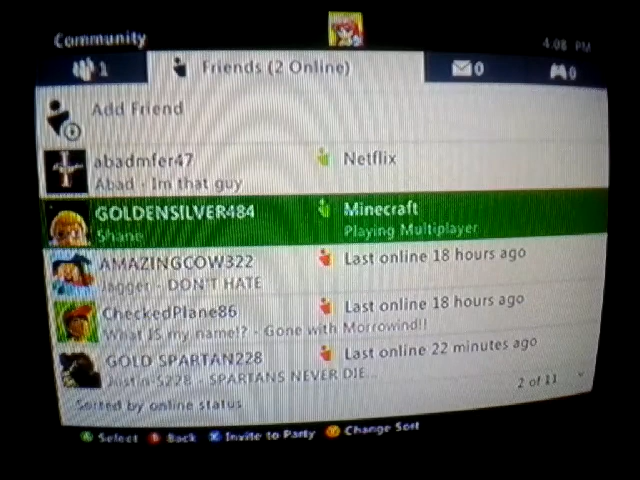 Community
4:08 PM
1
Friends (2 Online)
0
0
Add Friend
abadmfer47
Netflix
Abad - Im that guy
GOLDENSILVER484
Minecraft
Shane
Playing Multiplayer
AMAZINGCOW322
Last online 18 hours ago
Jagger - DON'T HATE
CheckedPlane86
Last online 18 hours ago
What IS my name!? - Gone with Morrowind!!
GOLD SPARTAN228
Last online 22 minutes ago
Justin S228 - SPARTANS NEVER DIE...
2 of 11
Sorted by online status
A Select B Back X Invite to Party Y Change Sort